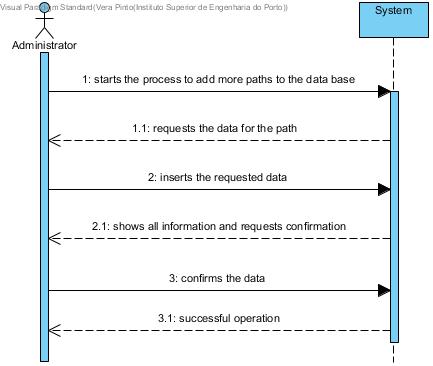 Visual Paradigm Standard(Vera Pinto(Instituto Superior de Engenharia do Porto))
System
Administrator
1: starts the process to add more paths to the data base
1.1: requests the data for the path
2: inserts the requested data
2.1: shows all information and requests confirmation
3: confirms the data
3.1: successful operation